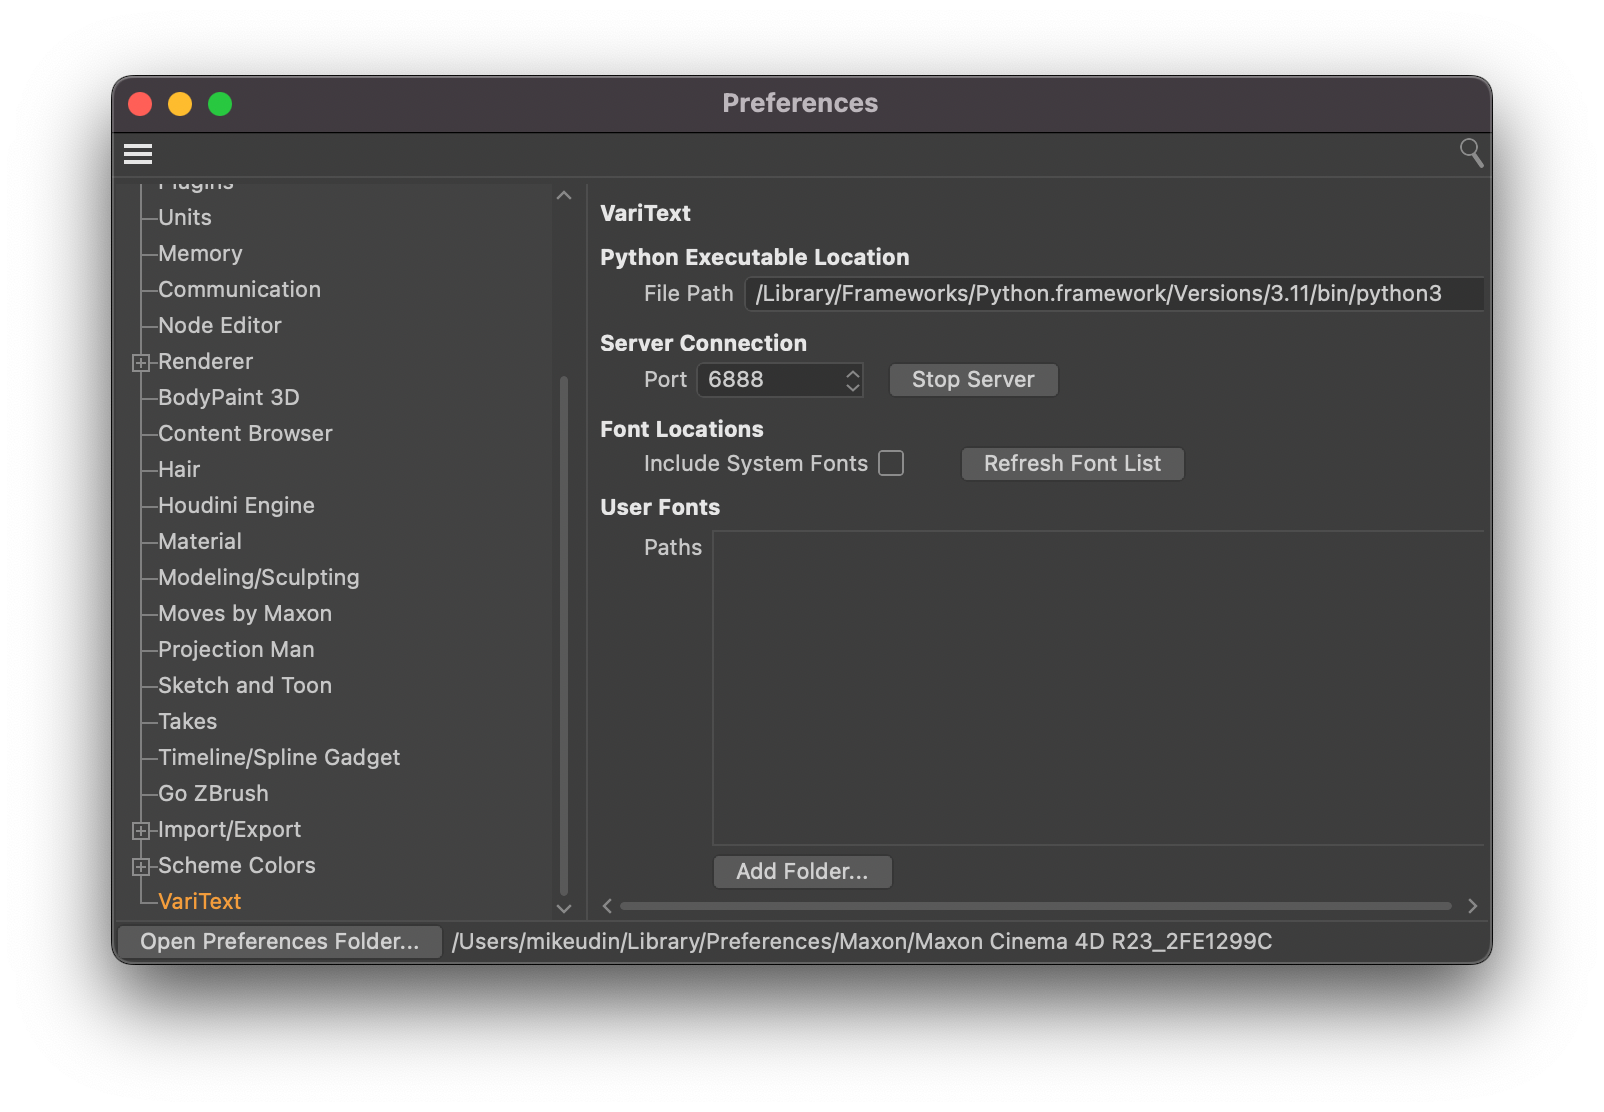 Preferences
Plugins
Units
Memory
Communication
Node Editor
Renderer
BodyPaint 3D
Content Browser
Hair
Houdini Engine
Material
Modeling/Sculpting
Moves by Maxon
Projection Man
Sketch and Toon
Takes
Timeline/Spline Gadget
Go ZBrush
Import/Export
Scheme Colors
VariText
VariText
Python Executable Location
File Path /Library/Frameworks/Python.framework/Versions/3.11/bin/python3
Server Connection
Port 6888 Stop Server
Font Locations
Include System Fonts Refresh Font List
User Fonts
Paths
Add Folder...
Open Preferences Folder... /Users/mikeudin/Library/Preferences/Maxon/Maxon Cinema 4D R23_2FE1299C